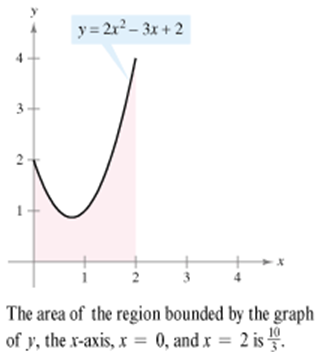 y
y = 2x² – 3x + 2
4
3
2
1
1 2 3 4 x
The area of the region bounded by the graph
of y, the x-axis, x = 0, and x = 2 is 10/3.